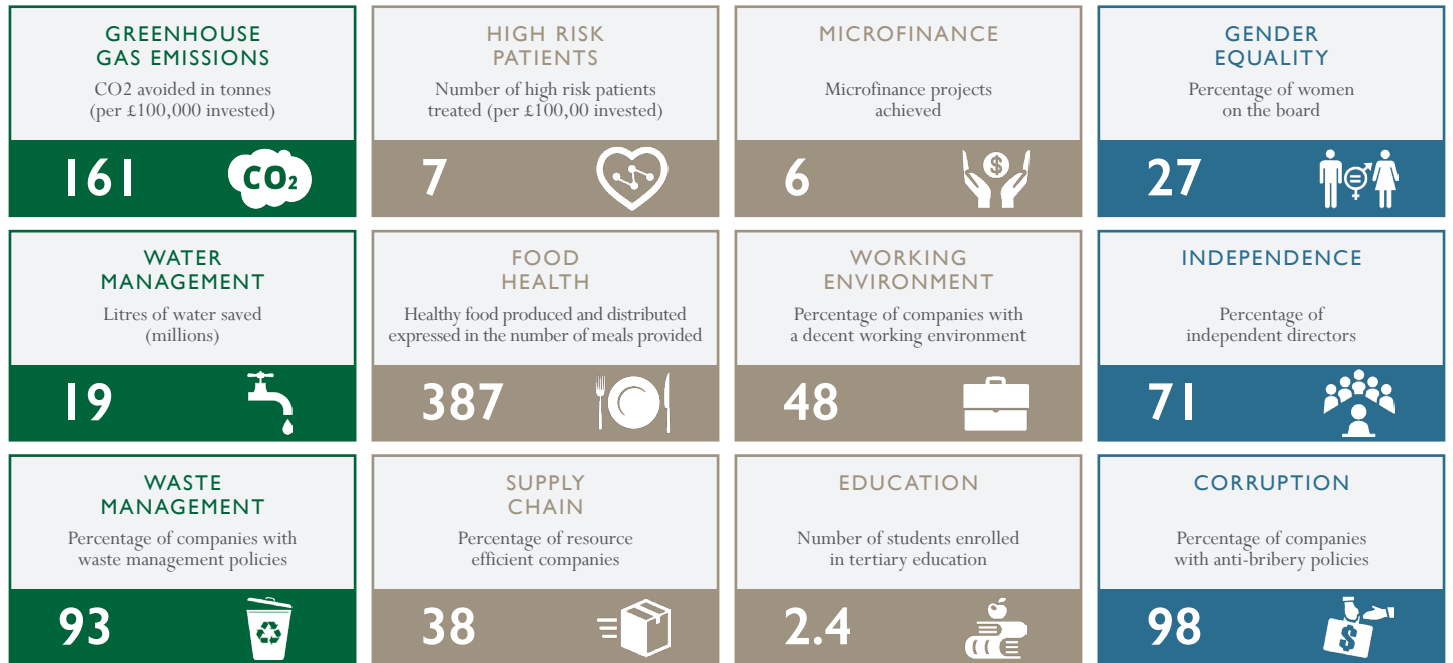 GREENHOUSE
GAS EMISSIONS
CO2 avoided in tonnes
(per £100,000 invested)
161
CO2
HIGH RISK
PATIENTS
Number of high risk patients
treated (per £100,00 invested)
7
MICROFINANCE
Microfinance projects
achieved
6
$
GENDER
EQUALITY
Percentage of women
on the board
27
WATER
MANAGEMENT
Litres of water saved
(millions)
19
FOOD
HEALTH
Healthy food produced and distributed
expressed in the number of meals provided
387
WORKING
ENVIRONMENT
Percentage of companies with
a decent working environment
48
INDEPENDENCE
Percentage of
independent directors
71
WASTE
MANAGEMENT
Percentage of companies with
waste management policies
93
SUPPLY
CHAIN
Percentage of resource
efficient companies
38
EDUCATION
Number of students enrolled
in tertiary education
2.4
CORRUPTION
Percentage of companies
with anti-bribery policies
98
$